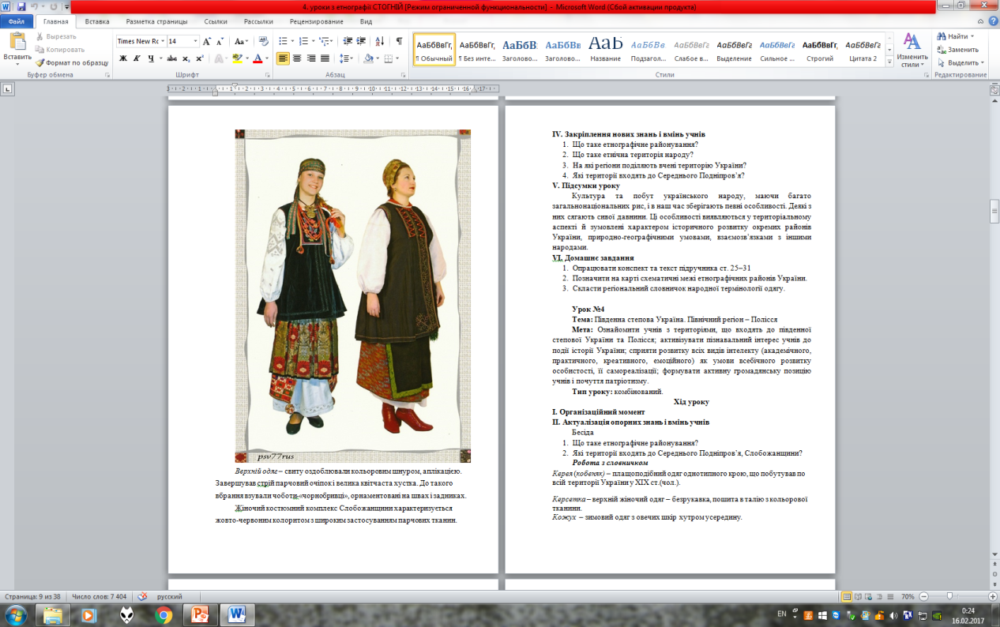 4. уроки з етнографії СТОГНІЙ [Режим ограниченной функциональности] - Microsoft Word (Сбой активации продукта)
Файл Главная Вставка Разметка страницы Ссылки Рассылки Рецензирование Вид
Вставить
Вырезать
Копировать
Формат по образцу
Буфер обмена
Times New Rc 14
Шрифт
Абзац
¶ Обычный ¶ Без инте... Заголово... Заголово... Название Подзагол... Слабое в... Выделение Сильное ... Строгий Цитата 2
Стили
Изменить стили
Найти
Заменить
Выделить
Редактирование
psv77rus
Верхній одяг – свиту оздоблювали кольоровим шнуром, аплікацією.
Завершував стрій парчовий очіпок і велика квітчаста хустка. До такого
вбрання взували чоботи-«чорнобривці», орнаментовані на швах і задниках.
Жіночий костюмний комплекс Слобожанщини характеризується
жовто-червоним колоритом з широким застосуванням парчових тканин.
IV. Закріплення нових знань і вмінь учнів
1. Що таке етнографічне районування?
2. Що таке етнічна територія народу?
3. На які регіони поділяють вчені територію України?
4. Які території входять до Середнього Подніпров’я?
V. Підсумки уроку
Культура та побут українського народу, маючи багато
загальнонаціональних рис, і в наш час зберігають певні особливості. Деякі з
них сягають сивої давнини. Ці особливості виявляються у територіальному
аспекті й зумовлені характером історичного розвитку окремих районів
України, природно-географічними умовами, взаємозв’язками з іншими
народами.
VI. Домашнє завдання
1. Опрацювати конспект та текст підручника ст. 25–31
2. Позначити на карті схематичні межі етнографічних районів України.
3. Скласти регіональний словничок народної термінології одягу.
Урок №4
Тема: Південна степова Україна. Північний регіон – Полісся
Мета: Ознайомити учнів з територіями, що входять до південної
степової України та Полісся; активізувати пізнавальний інтерес учнів до
події історії України; сприяти розвитку всіх видів інтелекту (академічного,
практичного, креативного, емоційного) як умови всебічного розвитку
особистості, її самореалізації; формувати активну громадянську позицію
учнів і почуття патріотизму.
Тип уроку: комбінований.
Хід уроку
I. Організаційний момент
II. Актуалізація опорних знань і вмінь учнів
Бесіда
1. Що таке етнографічне районування?
2. Які території входять до Середнього Подніпров’я, Слобожанщини?
Робота з словничком
Керея (кобеняк) – плащоподібний одяг однотипного крою, що побутував по
всій території України у XIX ст.(чол.).
Керсетка – верхній жіночий одяг – безрукавка, пошита в талію з кольорової
тканини.
Кожух – зимовий одяг з овечих шкір хутром усередину.
Страница: 9 из 38 Число слов: 7 404 русский 70%
EN 0:24
16.02.2017